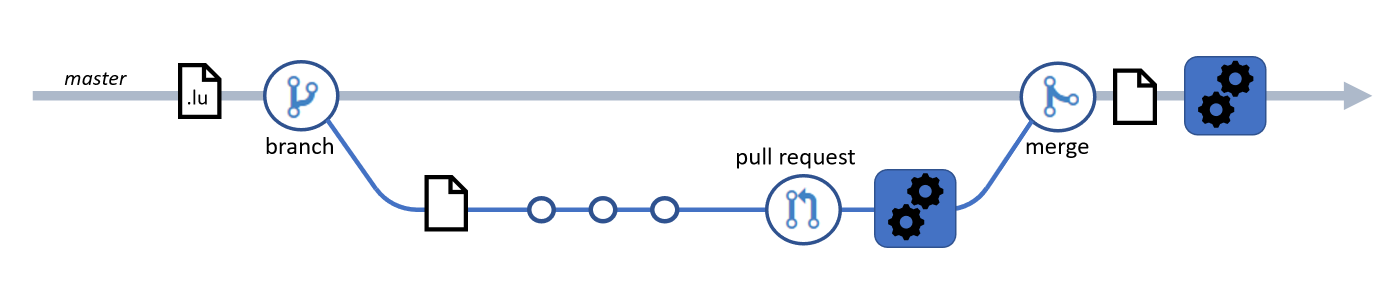 master
.lu
branch
pull request
merge